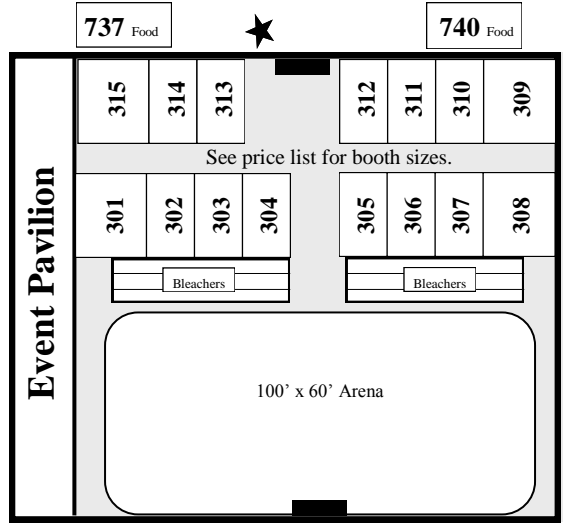 737 Food
740 Food
315
314
313
312
311
310
309
See price list for booth sizes.
Event Pavilion
301
302
303
304
305
306
307
308
Bleachers
Bleachers
100’ x 60’ Arena